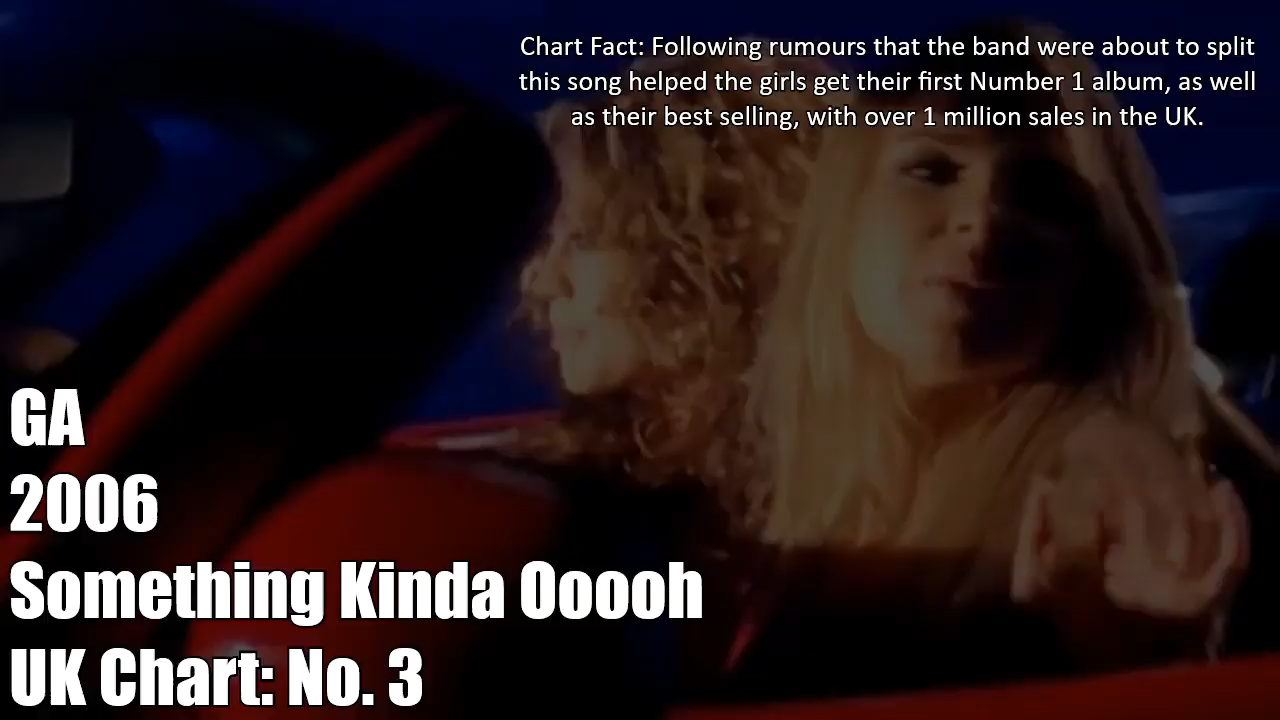 Chart Fact: Following rumours that the band were about to split
this song helped the girls get their first Number 1 album, as well
as their best selling, with over 1 million sales in the UK.
GA
2006
Something Kinda Ooooh
UK Chart: No. 3